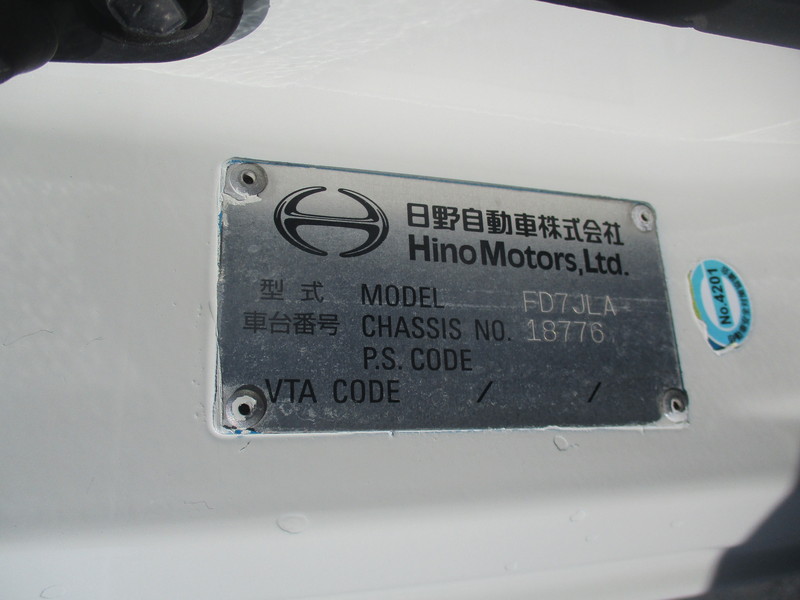 日野自動車株式会社
Hino Motors, Ltd.
型式 MODEL FD7JLA
車台番号 CHASSIS NO. 18776
P.S. CODE
VTA CODE / /
No.4201